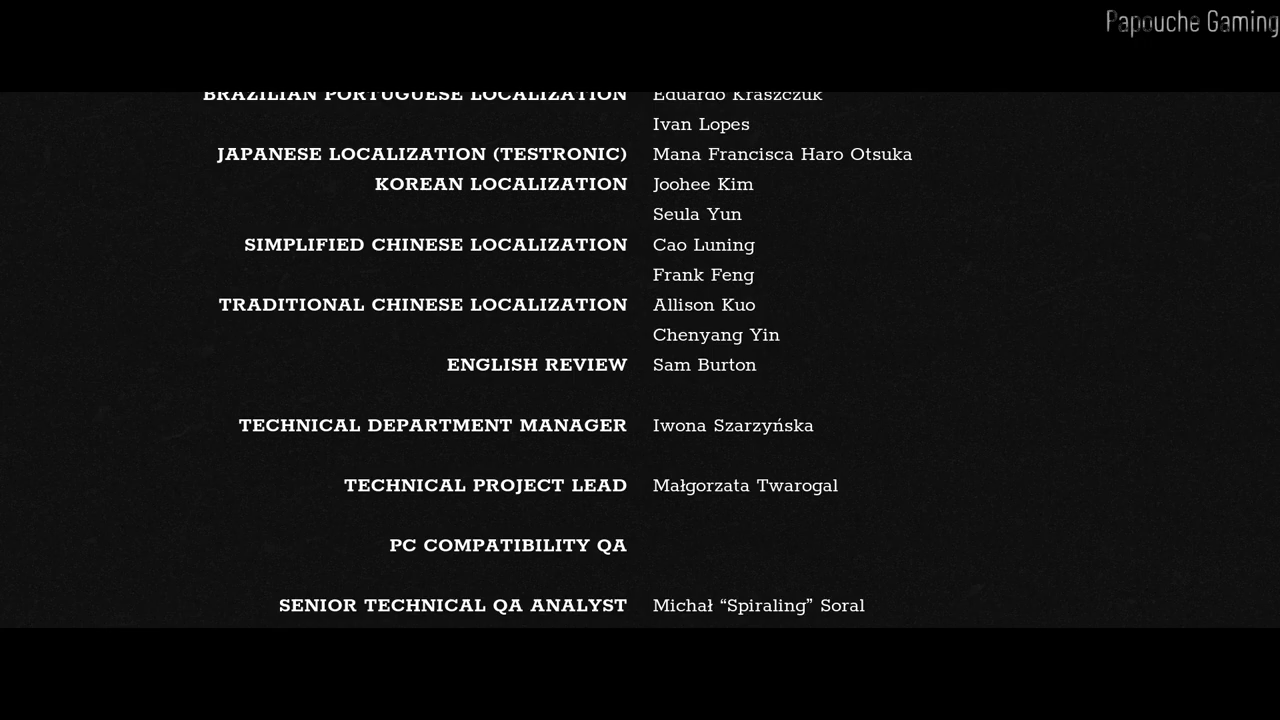 Papouche Gaming
BRAZILIAN PORTUGUESE LOCALIZATION Eduardo Kraszczuk
Ivan Lopes
JAPANESE LOCALIZATION (TESTRONIC) Mana Francisca Haro Otsuka
KOREAN LOCALIZATION Joohee Kim
Seula Yun
SIMPLIFIED CHINESE LOCALIZATION Cao Luning
Frank Feng
TRADITIONAL CHINESE LOCALIZATION Allison Kuo
Chenyang Yin
ENGLISH REVIEW Sam Burton
TECHNICAL DEPARTMENT MANAGER Iwona Szarzyńska
TECHNICAL PROJECT LEAD Małgorzata Twarogal
PC COMPATIBILITY QA
SENIOR TECHNICAL QA ANALYST Michał “Spiraling” Soral